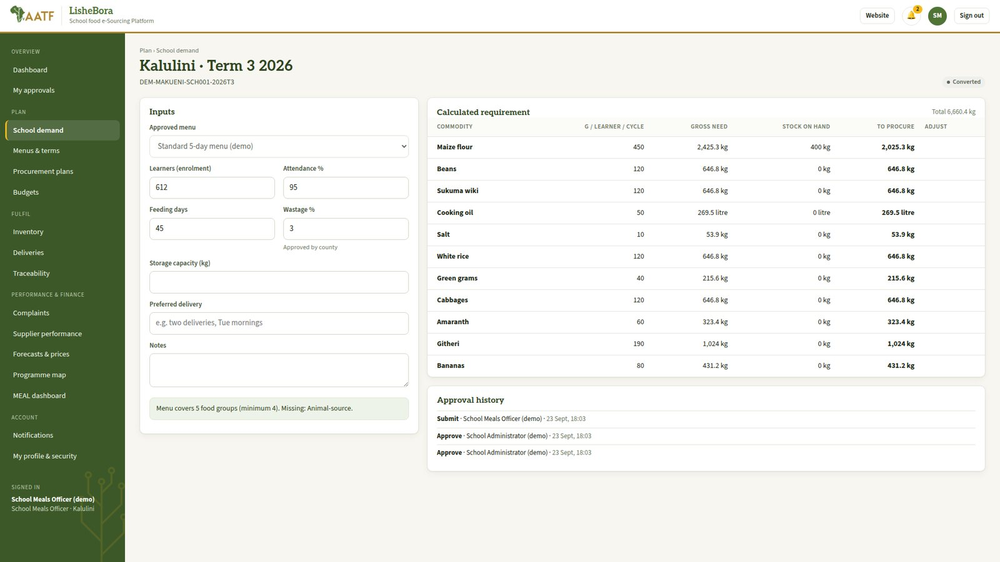 AATF
LisheBora
School food e-Sourcing Platform
Website
2
SM
Sign out
OVERVIEW
Dashboard
My approvals
PLAN
School demand
Menus & terms
Procurement plans
Budgets
FULFIL
Inventory
Deliveries
Traceability
PERFORMANCE & FINANCE
Complaints
Supplier performance
Forecasts & prices
Programme map
MEAL dashboard
ACCOUNT
Notifications
My profile & security
SIGNED IN
School Meals Officer (demo)
School Meals Officer · Kalulini
Plan › School demand
Kalulini · Term 3 2026
DEM-MAKUENI-SCH001-2026T3
Converted
Inputs
Approved menu
Standard 5-day menu (demo)
Learners (enrolment) Attendance %
612 95
Feeding days Wastage %
45 3
Approved by county
Storage capacity (kg)
Preferred delivery
e.g. two deliveries, Tue mornings
Notes
Menu covers 5 food groups (minimum 4). Missing: Animal-source.
Calculated requirement Total 6,660.4 kg
COMMODITY G / LEARNER / CYCLE GROSS NEED STOCK ON HAND TO PROCURE ADJUST
Maize flour 450 2,425.3 kg 400 kg 2,025.3 kg
Beans 120 646.8 kg 0 kg 646.8 kg
Sukuma wiki 120 646.8 kg 0 kg 646.8 kg
Cooking oil 50 269.5 litre 0 litre 269.5 litre
Salt 10 53.9 kg 0 kg 53.9 kg
White rice 120 646.8 kg 0 kg 646.8 kg
Green grams 40 215.6 kg 0 kg 215.6 kg
Cabbages 120 646.8 kg 0 kg 646.8 kg
Amaranth 60 323.4 kg 0 kg 323.4 kg
Githeri 190 1,024 kg 0 kg 1,024 kg
Bananas 80 431.2 kg 0 kg 431.2 kg
Approval history
Submit · School Meals Officer (demo) · 23 Sept, 18:03
Approve · School Administrator (demo) · 23 Sept, 18:03
Approve · School Administrator (demo) · 23 Sept, 18:03